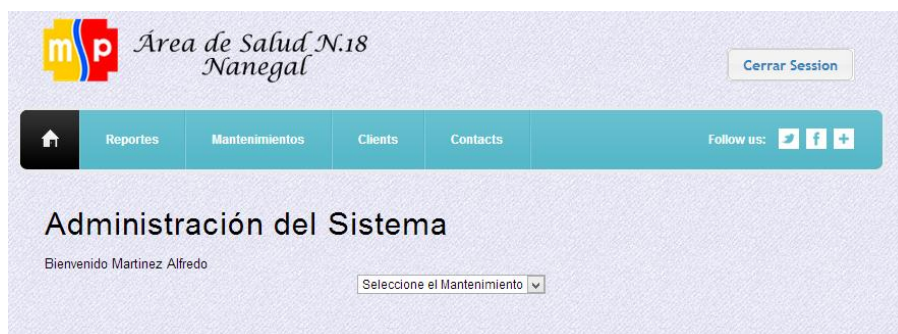 msp
Área de Salud N.18
Nanegal
Cerrar Session
Reportes Mantenimientos Clients Contacts Follow us:
Administración del Sistema
Bienvenido Martinez Alfredo
Seleccione el Mantenimiento